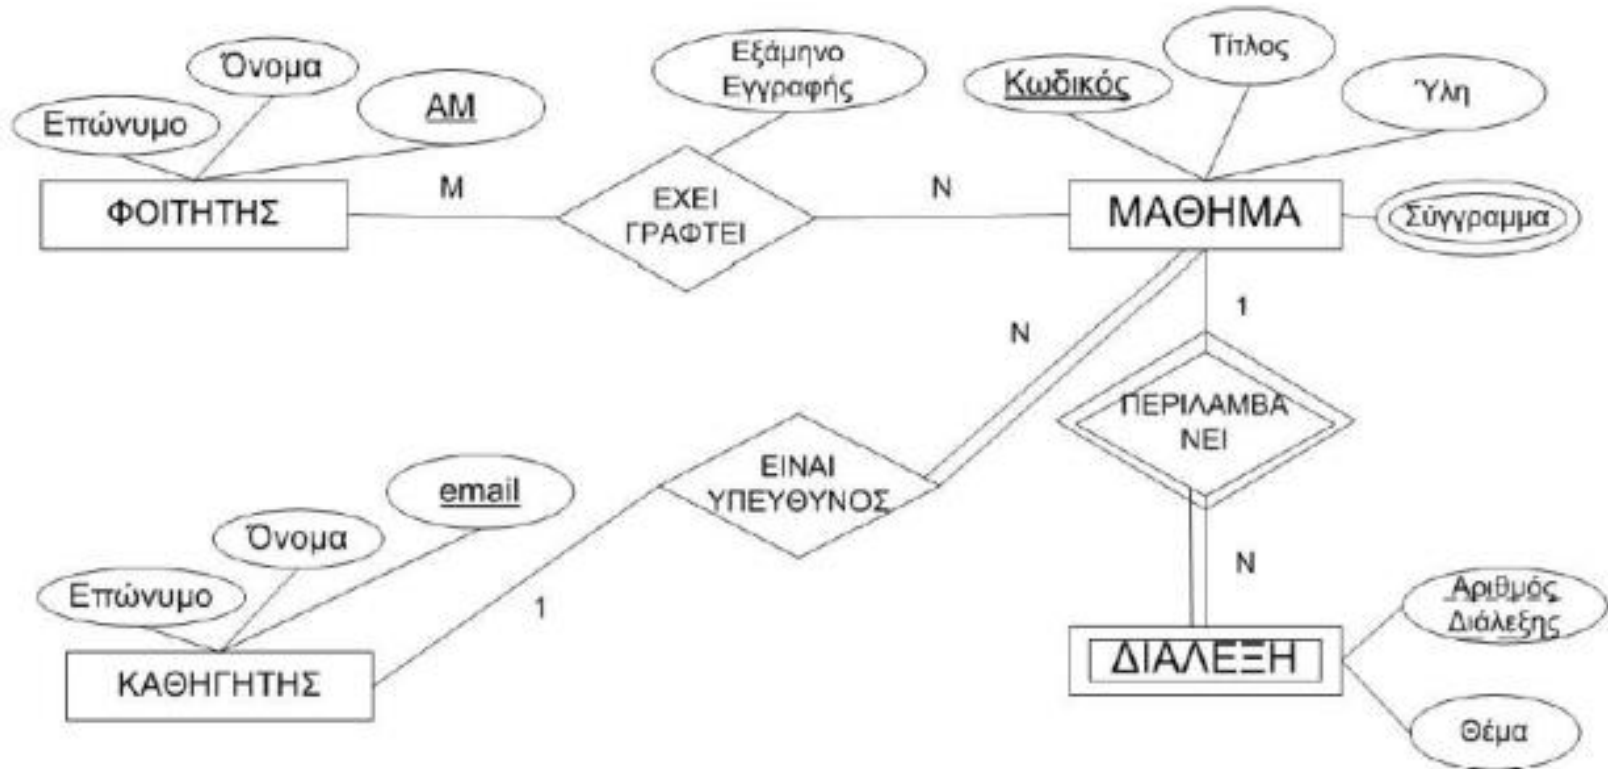 Όνομα
Εξάμηνο
Εγγραφής
Τίτλος
Κωδικός
Ύλη
Επώνυμο
ΑΜ
ΦΟΙΤΗΤΗΣ
Μ
ΕΧΕΙ
ΓΡΑΦΤΕΙ
Ν
ΜΑΘΗΜΑ
Σύγγραμμα
Ν
1
ΠΕΡΙΛΑΜΒΑ
ΝΕΙ
ΕΙΝΑΙ
ΥΠΕΥΘΥΝΟΣ
email
Όνομα
Επώνυμο
1
Ν
Αριθμός
Διάλεξης
ΚΑΘΗΓΗΤΗΣ
ΔΙΑΛΕΞΗ
Θέμα